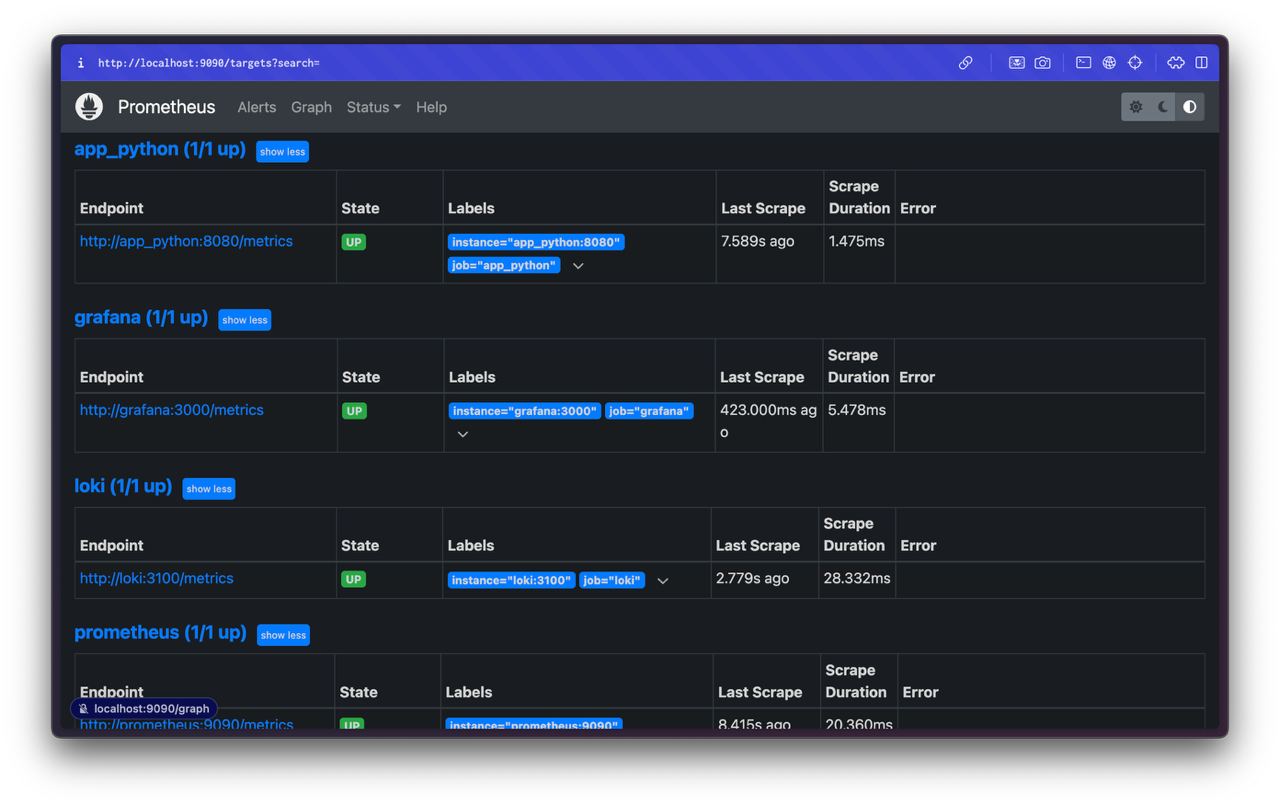 http://localhost:9090/targets?search=
Prometheus Alerts Graph Status Help
app_python (1/1 up) show less
Scrape
Endpoint State Labels Last Scrape Duration Error
http://app_python:8080/metrics UP instance="app_python:8080" 7.589s ago 1.475ms
job="app_python"
grafana (1/1 up) show less
Scrape
Endpoint State Labels Last Scrape Duration Error
http://grafana:3000/metrics UP instance="grafana:3000" job="grafana" 423.000ms ag 5.478ms
o
loki (1/1 up) show less
Scrape
Endpoint State Labels Last Scrape Duration Error
http://loki:3100/metrics UP instance="loki:3100" job="loki" 2.779s ago 28.332ms
prometheus (1/1 up) show less
Scrape
Endpoint State Labels Last Scrape Duration Error
localhost:9090/graph
http://prometheus:9090/metrics UP instance="prometheus:9090" 8.415s ago 20.360ms